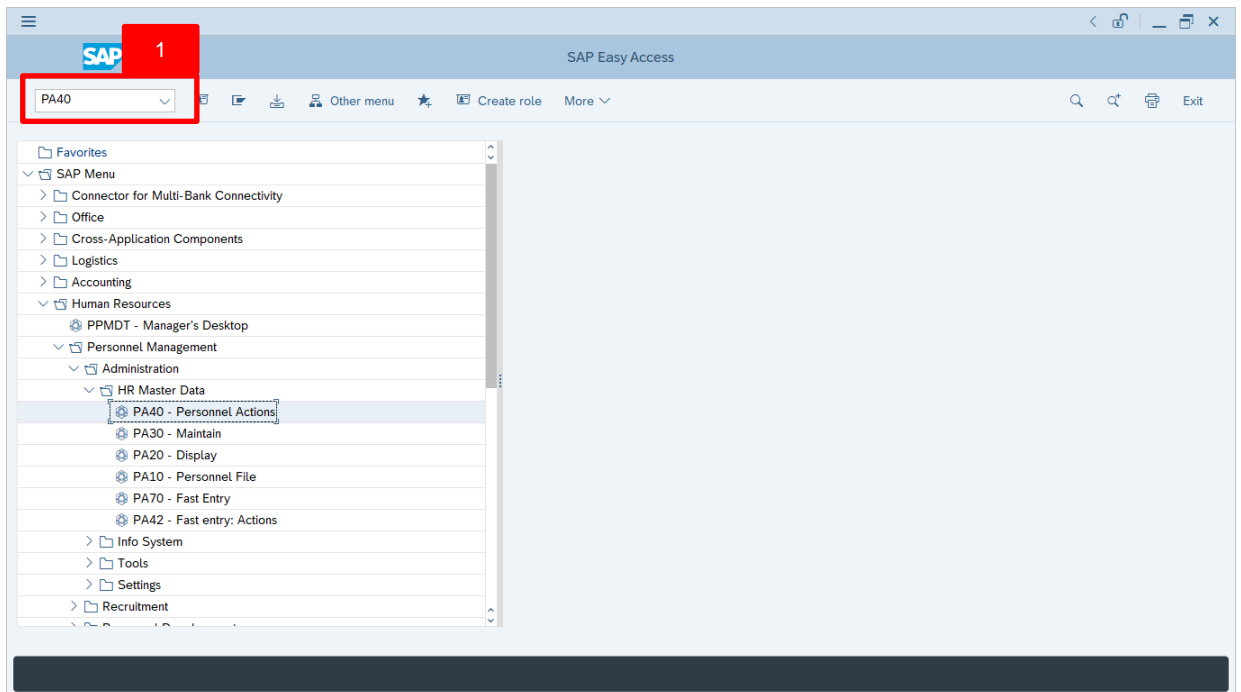 SAP
1
SAP Easy Access
PA40
Other menu
Create role
More
Exit
Favorites
SAP Menu
Connector for Multi-Bank Connectivity
Office
Cross-Application Components
Logistics
Accounting
Human Resources
PPMDT - Manager's Desktop
Personnel Management
Administration
HR Master Data
PA40 - Personnel Actions
PA30 - Maintain
PA20 - Display
PA10 - Personnel File
PA70 - Fast Entry
PA42 - Fast entry: Actions
Info System
Tools
Settings
Recruitment